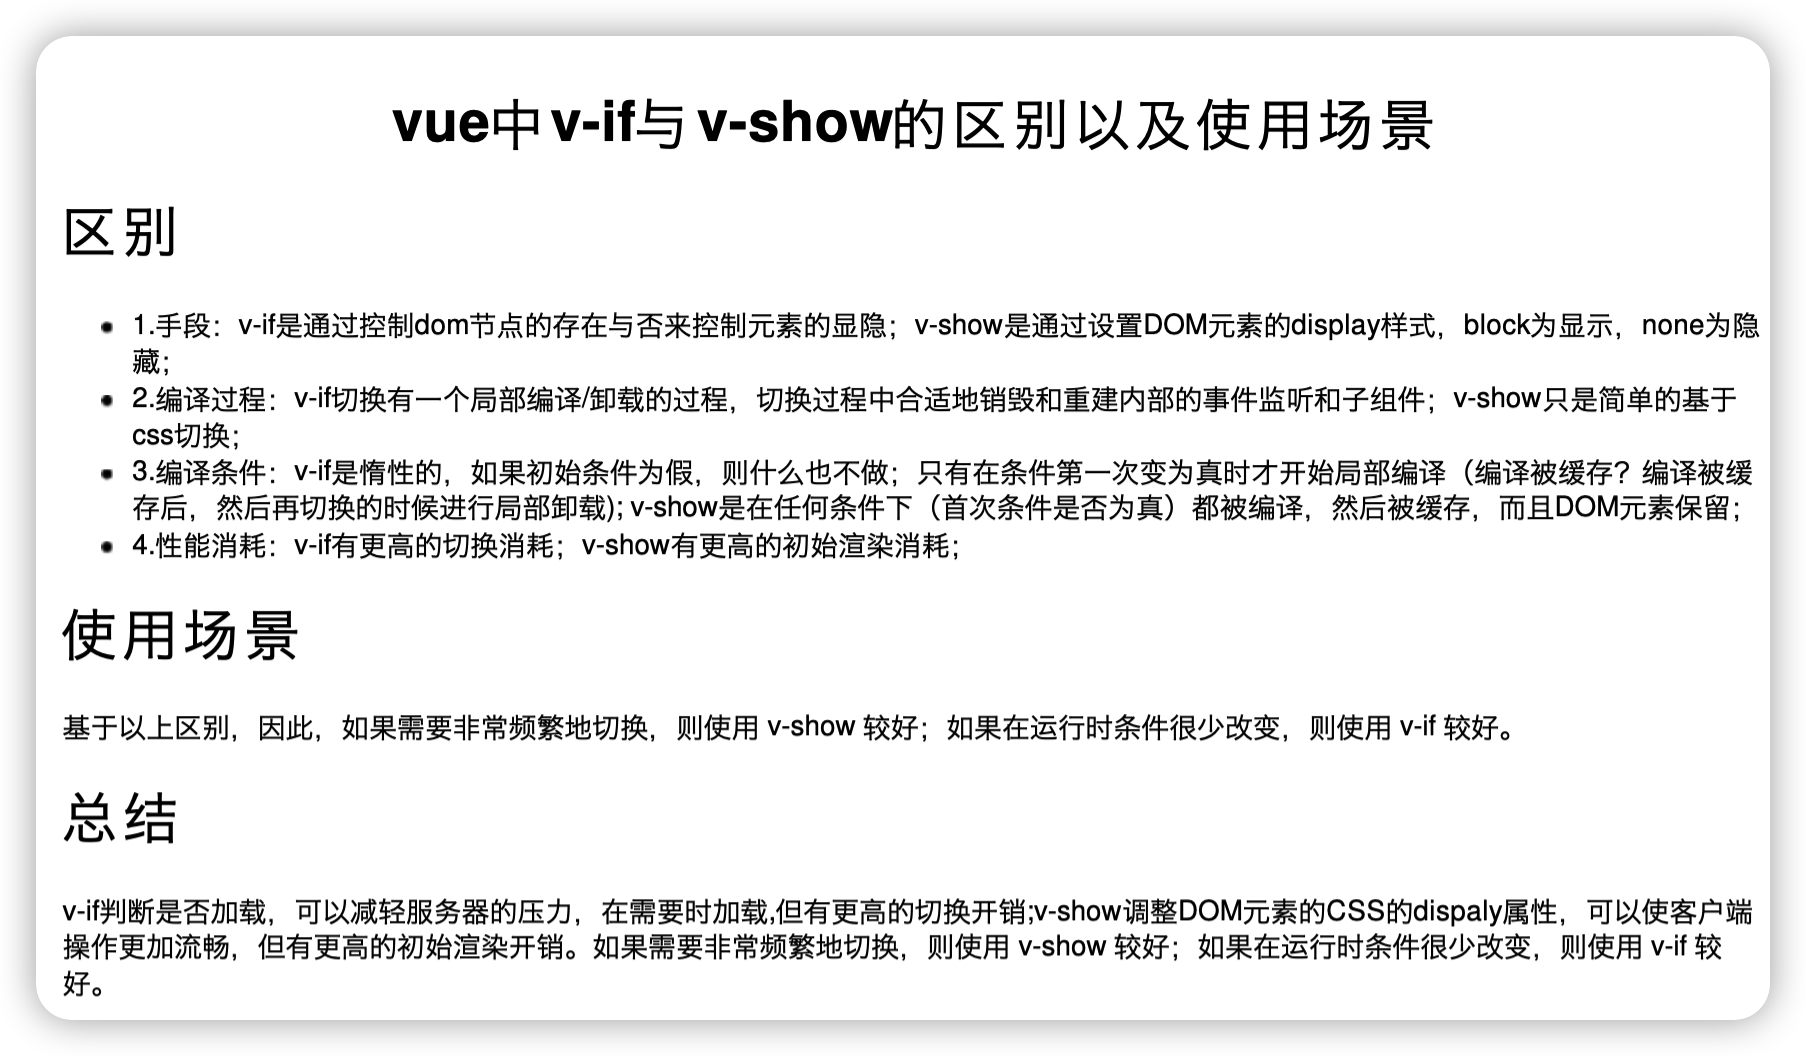 vue中v-if与v-show的区别以及使用场景
区别
1.手段：v-if是通过控制dom节点的存在与否来控制元素的显隐；v-show是通过设置DOM元素的display样式，block为显示，none为隐
藏；
2.编译过程：v-if切换有一个局部编译/卸载的过程，切换过程中合适地销毁和重建内部的事件监听和子组件；v-show只是简单的基于
css切换；
3.编译条件：v-if是惰性的，如果初始条件为假，则什么也不做；只有在条件第一次变为真时才开始局部编译（编译被缓存？编译被缓
存后，然后再切换的时候进行局部卸载); v-show是在任何条件下（首次条件是否为真）都被编译，然后被缓存，而且DOM元素保留；
4.性能消耗：v-if有更高的切换消耗；v-show有更高的初始渲染消耗；
使用场景
基于以上区别，因此，如果需要非常频繁地切换，则使用 v-show 较好；如果在运行时条件很少改变，则使用 v-if 较好。
总结
v-if判断是否加载，可以减轻服务器的压力，在需要时加载,但有更高的切换开销;v-show调整DOM元素的CSS的dispaly属性，可以使客户端
操作更加流畅，但有更高的初始渲染开销。如果需要非常频繁地切换，则使用 v-show 较好；如果在运行时条件很少改变，则使用 v-if 较
好。